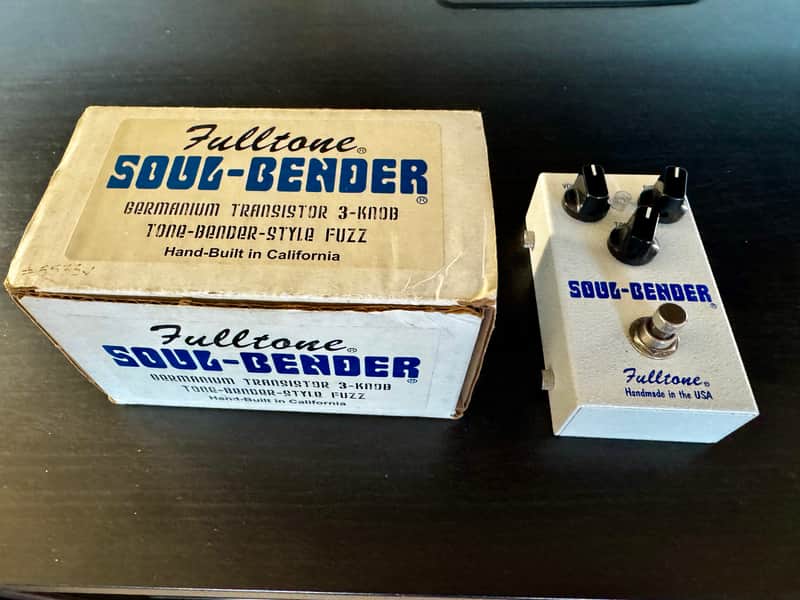 Fulltone®
SOUL-BENDER®
GERMANIUM TRANSISTOR 3-KNOB
TONE-BENDER-STYLE FUZZ
Hand-Built in California
Fulltone®
SOUL-BENDER®
GERMANIUM TRANSISTOR 3-KNOB
TONE-BENDER-STYLE FUZZ
Hand-Built in California
SOUL-BENDER®
Fulltone®
Handmade in the USA